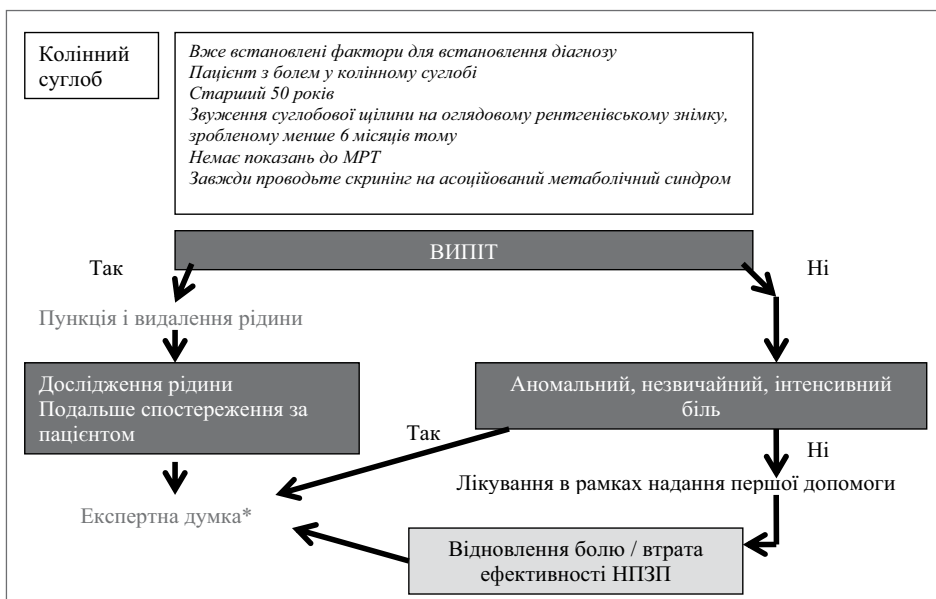 Колінний
суглоб
Вже встановлені фактори для встановлення діагнозу
Пацієнт з болем у колінному суглобі
Старший 50 років
Звуження суглобової щілини на оглядовому рентгенівському знімку,
зробленому менше 6 місяців тому
Немає показань до МРТ
Завжди проводьте скринінг на асоційований метаболічний синдром
ВИПІТ
Так
Ні
Пункція і видалення рідини
Дослідження рідини
Подальше спостереження за
пацієнтом
Аномальний, незвичайний, інтенсивний
біль
Так
Ні
Лікування в рамках надання першої допомоги
Експертна думка*
Відновлення болю / втрата
ефективності НПЗП